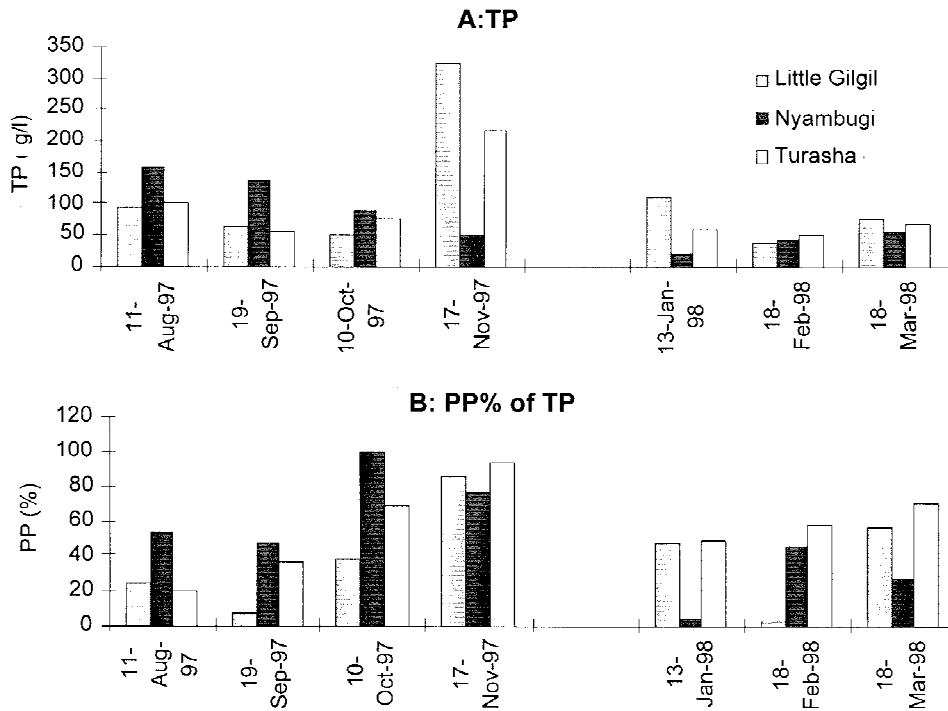 A:TP
350
300
250
200
150
100
50
0
TP ( g/l)
Little Gilgil
Nyambugi
Turasha
11-
Aug-97
19-
Sep-97
10-Oct-
97
17-
Nov-97
13-Jan-
98
18-
Feb-98
18-
Mar-98
B: PP% of TP
120
100
80
60
40
20
0
PP (%)
11-
Aug-
97
19-
Sep-97
10-
Oct-97
17-
Nov-97
13-
Jan-98
18-
Feb-98
18-
Mar-98